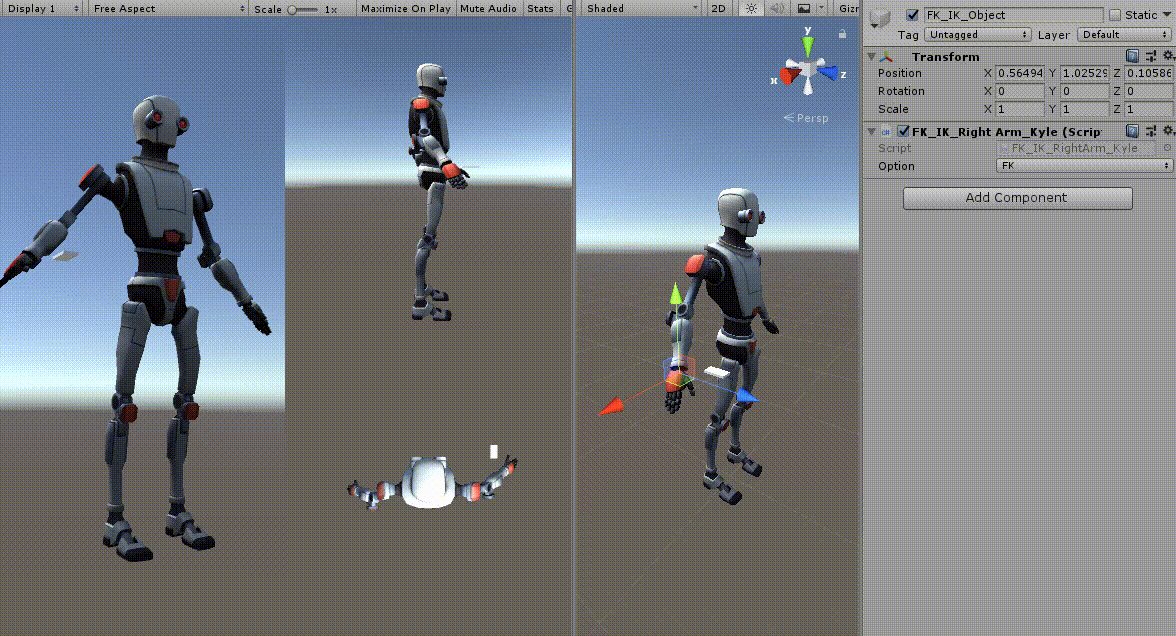 Display 1 Free Aspect Scale 1x Maximize On Play Mute Audio Stats G
Shaded 2D Giz
y
x z
Persp
FK_IK_Object Static
Tag Untagged Layer Default
Transform
Position X 0.56494 Y 1.02529 Z 0.10586
Rotation X 0 Y 0 Z 0
Scale X 1 Y 1 Z 1
FK_IK_Right Arm_Kyle (Scrip
Script FK_IK_RightArm_Kyle
Option FK
Add Component